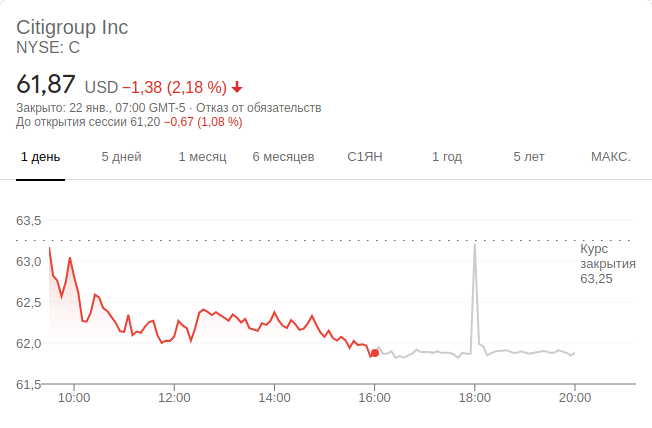 Citigroup Inc
NYSE: C
61,87 USD −1,38 (2,18 %)
Закрыто: 22 янв., 07:00 GMT-5 · Отказ от обязательств
До открытия сессии 61,20 −0,67 (1,08 %)
1 день 5 дней 1 месяц 6 месяцев С1ЯН 1 год 5 лет МАКС.
63,5
63,0
62,5
62,0
61,5
Курс
закрытия
63,25
10:00 12:00 14:00 16:00 18:00 20:00